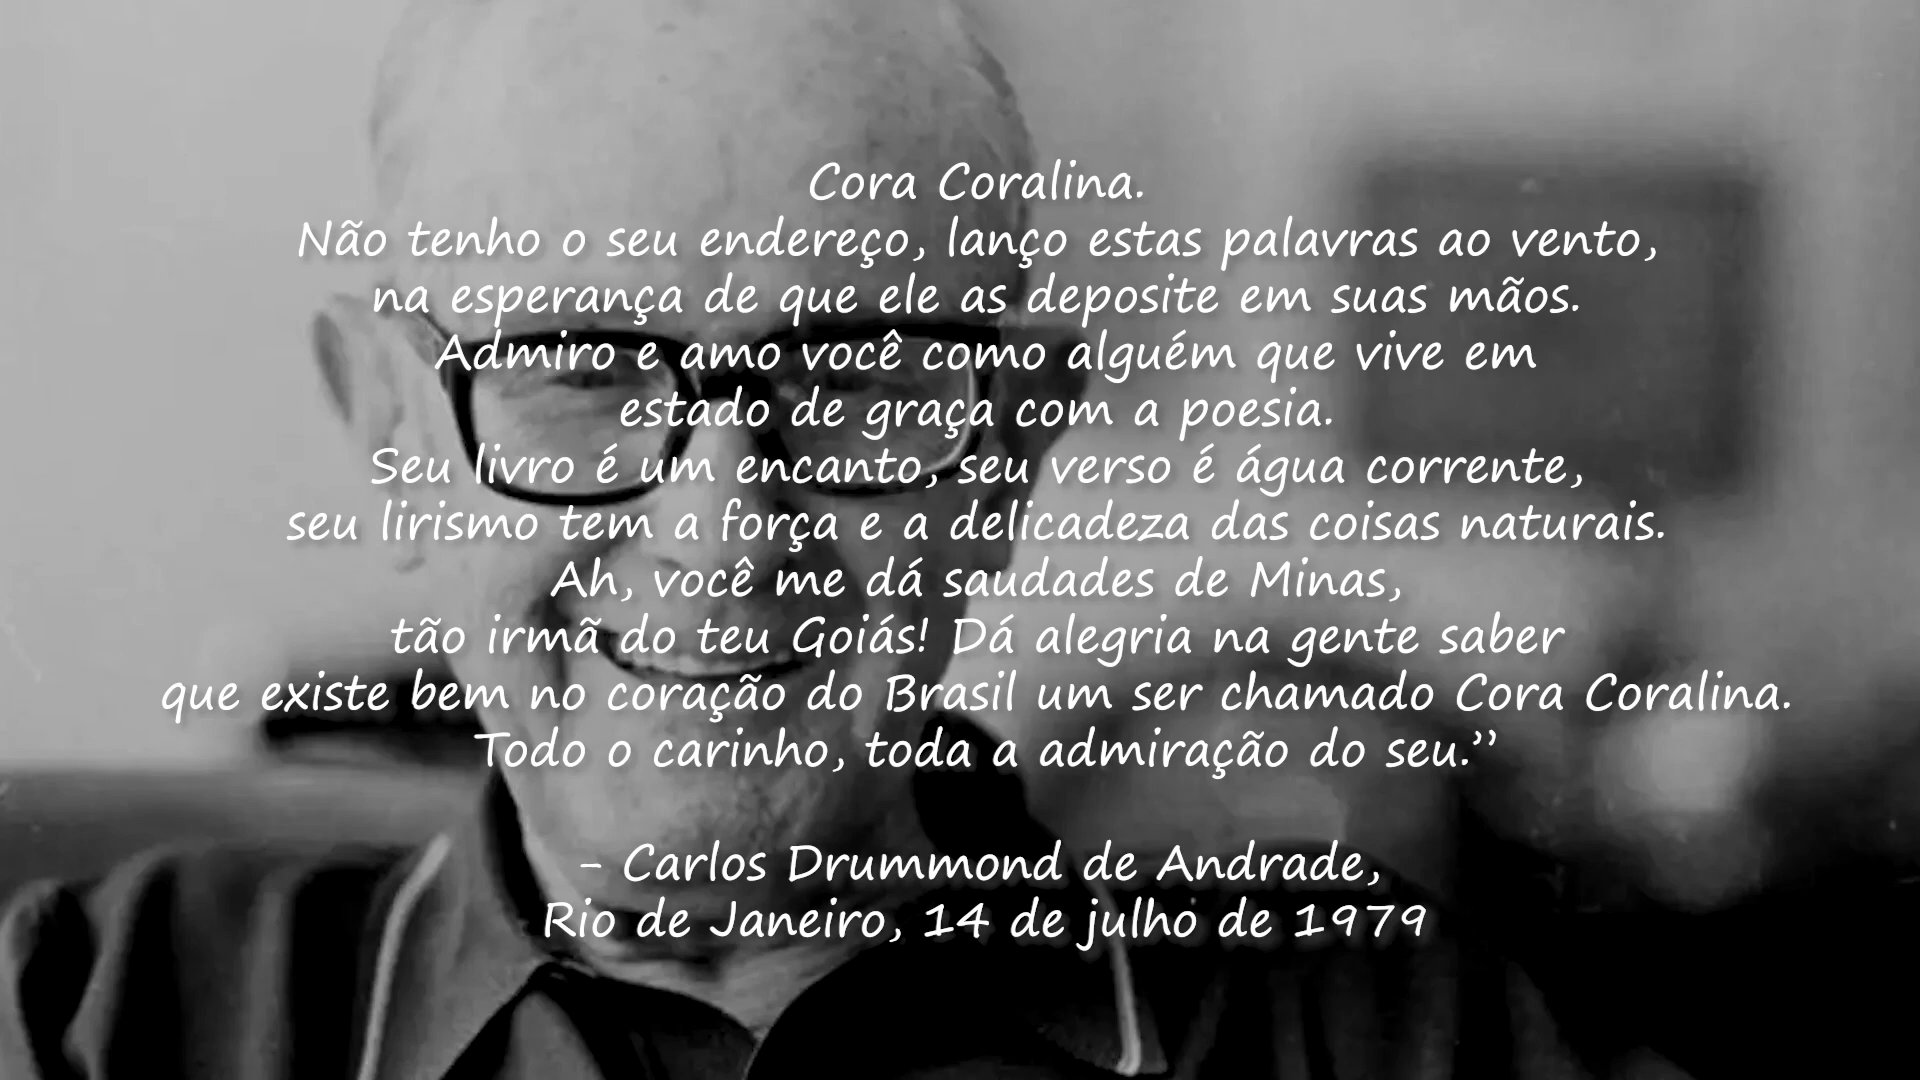 Cora Coralina.
Não tenho o seu endereço, lanço estas palavras ao vento,
na esperança de que ele as deposite em suas mãos.
Admiro e amo você como alguém que vive em
estado de graça com a poesia.
Seu livro é um encanto, seu verso é água corrente,
seu lirismo tem a força e a delicadeza das coisas naturais.
Ah, você me dá saudades de Minas,
tão irmã do teu Goiás! Dá alegria na gente saber
que existe bem no coração do Brasil um ser chamado Cora Coralina.
Todo o carinho, toda a admiração do seu.”
- Carlos Drummond de Andrade,
Rio de Janeiro, 14 de julho de 1979